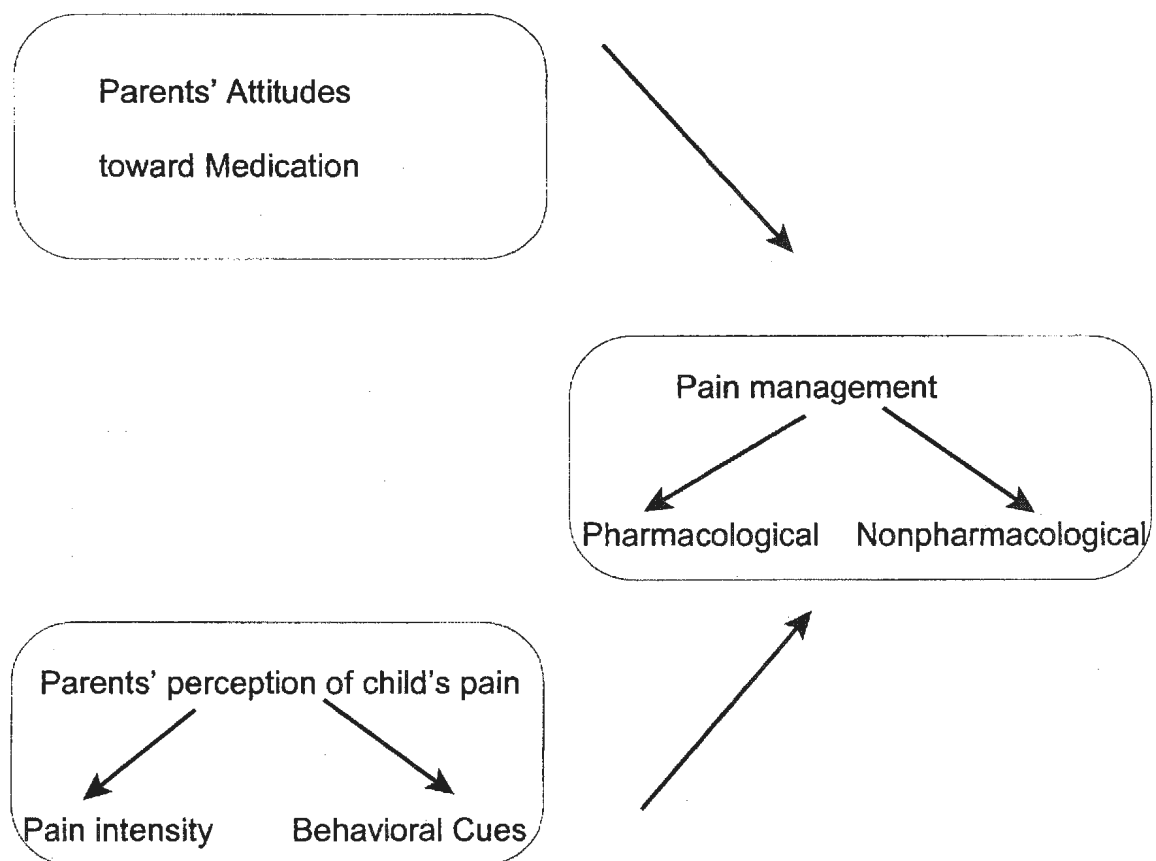 Parents’ Attitudes
toward Medication
Pain management
Pharmacological
Nonpharmacological
Parents’ perception of child’s pain
Pain intensity
Behavioral Cues